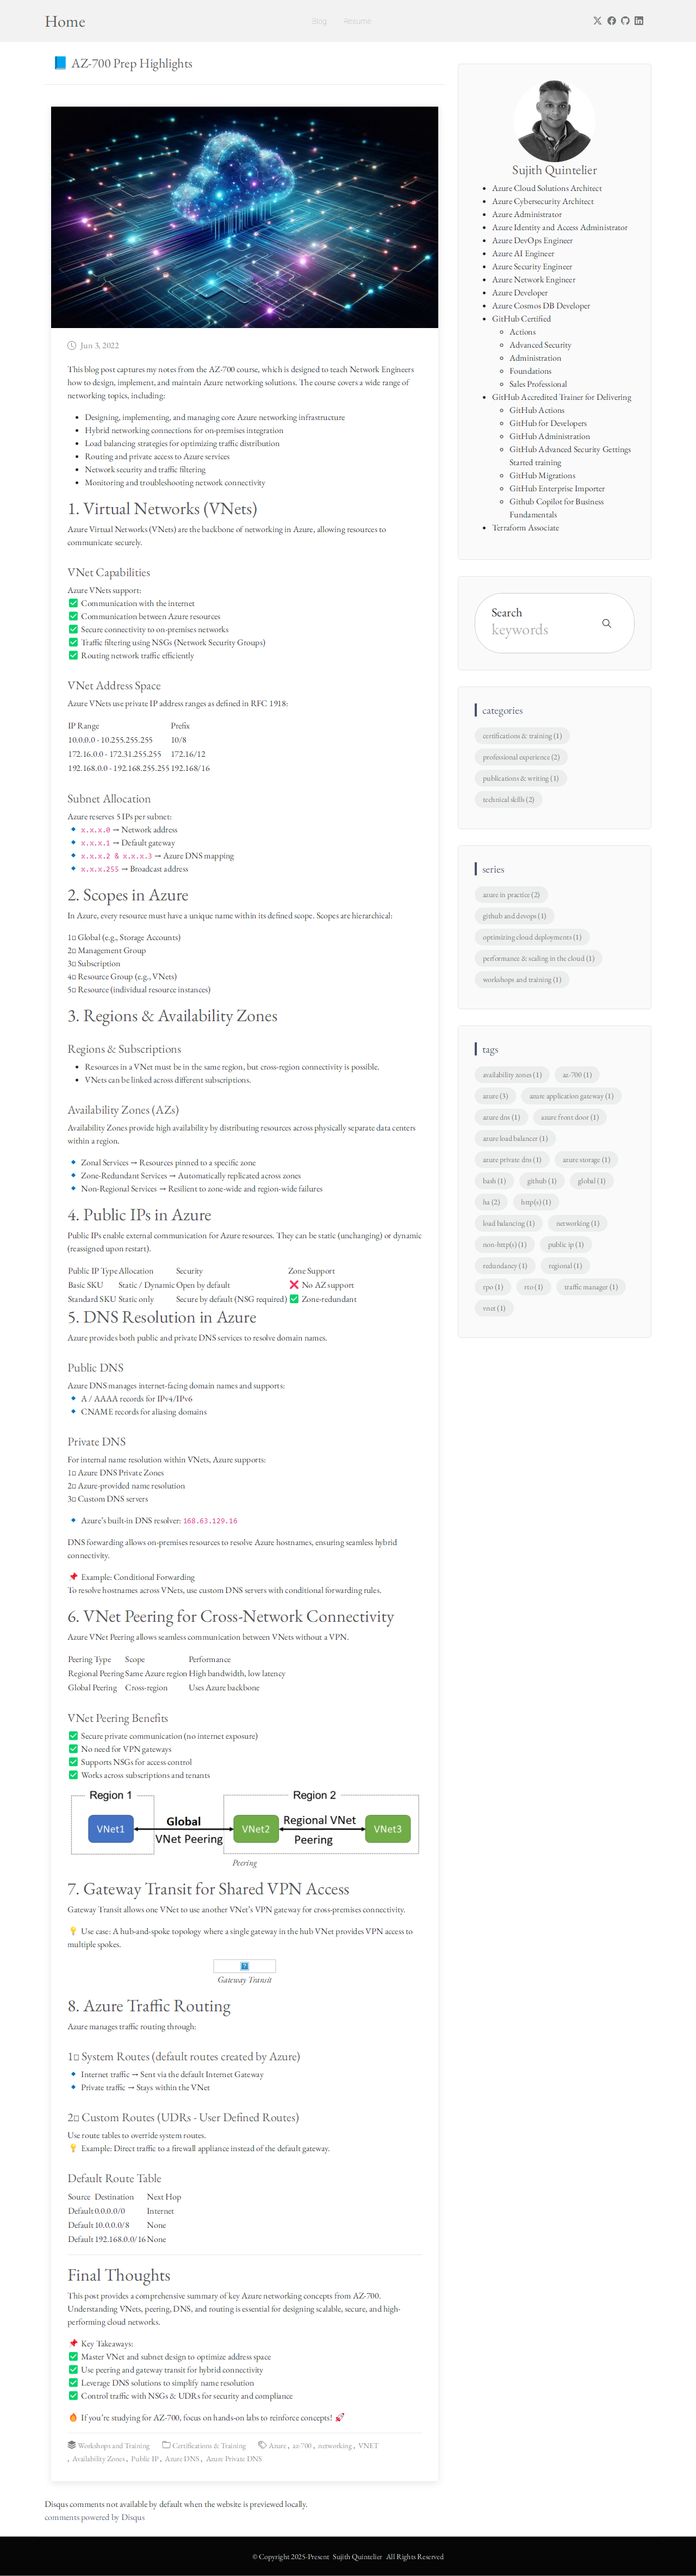 Home
Blog Resume
📘 AZ-700 Prep Highlights
Jun 3, 2022
This blog post captures my notes from the AZ-700 course, which is designed to teach Network Engineers
how to design, implement, and maintain Azure networking solutions. The course covers a wide range of
networking topics, including:
• Designing, implementing, and managing core Azure networking infrastructure
• Hybrid networking connections for on-premises integration
• Load balancing strategies for optimizing traffic distribution
• Routing and private access to Azure services
• Network security and traffic filtering
• Monitoring and troubleshooting network connectivity
1. Virtual Networks (VNets)
Azure Virtual Networks (VNets) are the backbone of networking in Azure, allowing resources to
communicate securely.
VNet Capabilities
Azure VNets support:
✅ Communication with the internet
✅ Communication between Azure resources
✅ Secure connectivity to on-premises networks
✅ Traffic filtering using NSGs (Network Security Groups)
✅ Routing network traffic efficiently
VNet Address Space
Azure VNets use private IP address ranges as defined in RFC 1918:
IP Range Prefix
10.0.0.0 - 10.255.255.255 10/8
172.16.0.0 - 172.31.255.255 172.16/12
192.168.0.0 - 192.168.255.255 192.168/16
Subnet Allocation
Azure reserves 5 IPs per subnet:
🔹 x.x.x.0 → Network address
🔹 x.x.x.1 → Default gateway
🔹 x.x.x.2 & x.x.x.3 → Azure DNS mapping
🔹 x.x.x.255 → Broadcast address
2. Scopes in Azure
In Azure, every resource must have a unique name within its defined scope. Scopes are hierarchical:
1 Global (e.g., Storage Accounts)
2 Management Group
3 Subscription
4 Resource Group (e.g., VNets)
5 Resource (individual resource instances)
3. Regions & Availability Zones
Regions & Subscriptions
• Resources in a VNet must be in the same region, but cross-region connectivity is possible.
• VNets can be linked across different subscriptions.
Availability Zones (AZs)
Availability Zones provide high availability by distributing resources across physically separate data centers
within a region.
🔹 Zonal Services → Resources pinned to a specific zone
🔹 Zone-Redundant Services → Automatically replicated across zones
🔹 Non-Regional Services → Resilient to zone-wide and region-wide failures
4. Public IPs in Azure
Public IPs enable external communication for Azure resources. They can be static (unchanging) or dynamic
(reassigned upon restart).
Public IP Type Allocation Security Zone Support
Basic SKU Static / Dynamic Open by default ❌ No AZ support
Standard SKU Static only Secure by default (NSG required) ✅ Zone-redundant
5. DNS Resolution in Azure
Azure provides both public and private DNS services to resolve domain names.
Public DNS
Azure DNS manages internet-facing domain names and supports:
🔹 A / AAAA records for IPv4/IPv6
🔹 CNAME records for aliasing domains
Private DNS
For internal name resolution within VNets, Azure supports:
1 Azure DNS Private Zones
2 Azure-provided name resolution
3 Custom DNS servers
🔹 Azure's built-in DNS resolver: 168.63.129.16
DNS forwarding allows on-premises resources to resolve Azure hostnames, ensuring seamless hybrid
connectivity.
📌 Example: Conditional Forwarding
To resolve hostnames across VNets, use custom DNS servers with conditional forwarding rules.
6. VNet Peering for Cross-Network Connectivity
Azure VNet Peering allows seamless communication between VNets without a VPN.
Peering Type Scope Performance
Regional Peering Same Azure region High bandwidth, low latency
Global Peering Cross-region Uses Azure backbone
VNet Peering Benefits
✅ Secure private communication (no internet exposure)
✅ No need for VPN gateways
✅ Supports NSGs for access control
✅ Works across subscriptions and tenants
Region 1 Region 2
VNet1 Global VNet Peering VNet2 Regional VNet Peering VNet3
Peering
7. Gateway Transit for Shared VPN Access
Gateway Transit allows one VNet to use another VNet's VPN gateway for cross-premises connectivity.
💡 Use case: A hub-and-spoke topology where a single gateway in the hub VNet provides VPN access to
multiple spokes.
Gateway Transit
8. Azure Traffic Routing
Azure manages traffic routing through:
1 System Routes (default routes created by Azure)
🔹 Internet traffic → Sent via the default Internet Gateway
🔹 Private traffic → Stays within the VNet
2 Custom Routes (UDRs - User Defined Routes)
Use route tables to override system routes.
💡 Example: Direct traffic to a firewall appliance instead of the default gateway.
Default Route Table
Source Destination Next Hop
Default 0.0.0.0/0 Internet
Default 10.0.0.0/8 None
Default 192.168.0.0/16 None
Final Thoughts
This post provides a comprehensive summary of key Azure networking concepts from AZ-700.
Understanding VNets, peering, DNS, and routing is essential for designing scalable, secure, and high-
performing cloud networks.
📌 Key Takeaways:
✅ Master VNet and subnet design to optimize address space
✅ Use peering and gateway transit for hybrid connectivity
✅ Leverage DNS solutions to simplify name resolution
✅ Control traffic with NSGs & UDRs for security and compliance
🔥 If you're studying for AZ-700, focus on hands-on labs to reinforce concepts! 🚀
Workshops and Training Certifications & Training Azure , az-700 , networking , VNET
, Availability Zones , Public IP , Azure DNS , Azure Private DNS
Disqus comments not available by default when the website is previewed locally.
comments powered by Disqus
Sujith Quintelier
• Azure Cloud Solutions Architect
• Azure Cybersecurity Architect
• Azure Administrator
• Azure Identity and Access Administrator
• Azure DevOps Engineer
• Azure AI Engineer
• Azure Security Engineer
• Azure Network Engineer
• Azure Developer
• Azure Cosmos DB Developer
• GitHub Certified
◦ Actions
◦ Advanced Security
◦ Administration
◦ Foundations
◦ Sales Professional
• GitHub Accredited Trainer for Delivering
◦ GitHub Actions
◦ GitHub for Developers
◦ GitHub Administration
◦ GitHub Advanced Security Gettings
Started training
◦ GitHub Migrations
◦ GitHub Enterprise Importer
◦ Github Copilot for Business
Fundamentals
• Terraform Associate
Search
keywords
categories
certifications & training (1)
professional experience (2)
publications & writing (1)
technical skills (2)
series
azure in practice (2)
github and devops (1)
optimizing cloud deployments (1)
performance & scaling in the cloud (1)
workshops and training (1)
tags
availability zones (1) az-700 (1)
azure (3) azure application gateway (1)
azure dns (1) azure front door (1)
azure load balancer (1)
azure private dns (1) azure storage (1)
bash (1) github (1) global (1)
ha (2) http(s) (1)
load balancing (1) networking (1)
non-http(s) (1) public ip (1)
redundancy (1) regional (1)
rpo (1) rto (1) traffic manager (1)
vnet (1)
© Copyright 2025-Present Sujith Quintelier All Rights Reserved